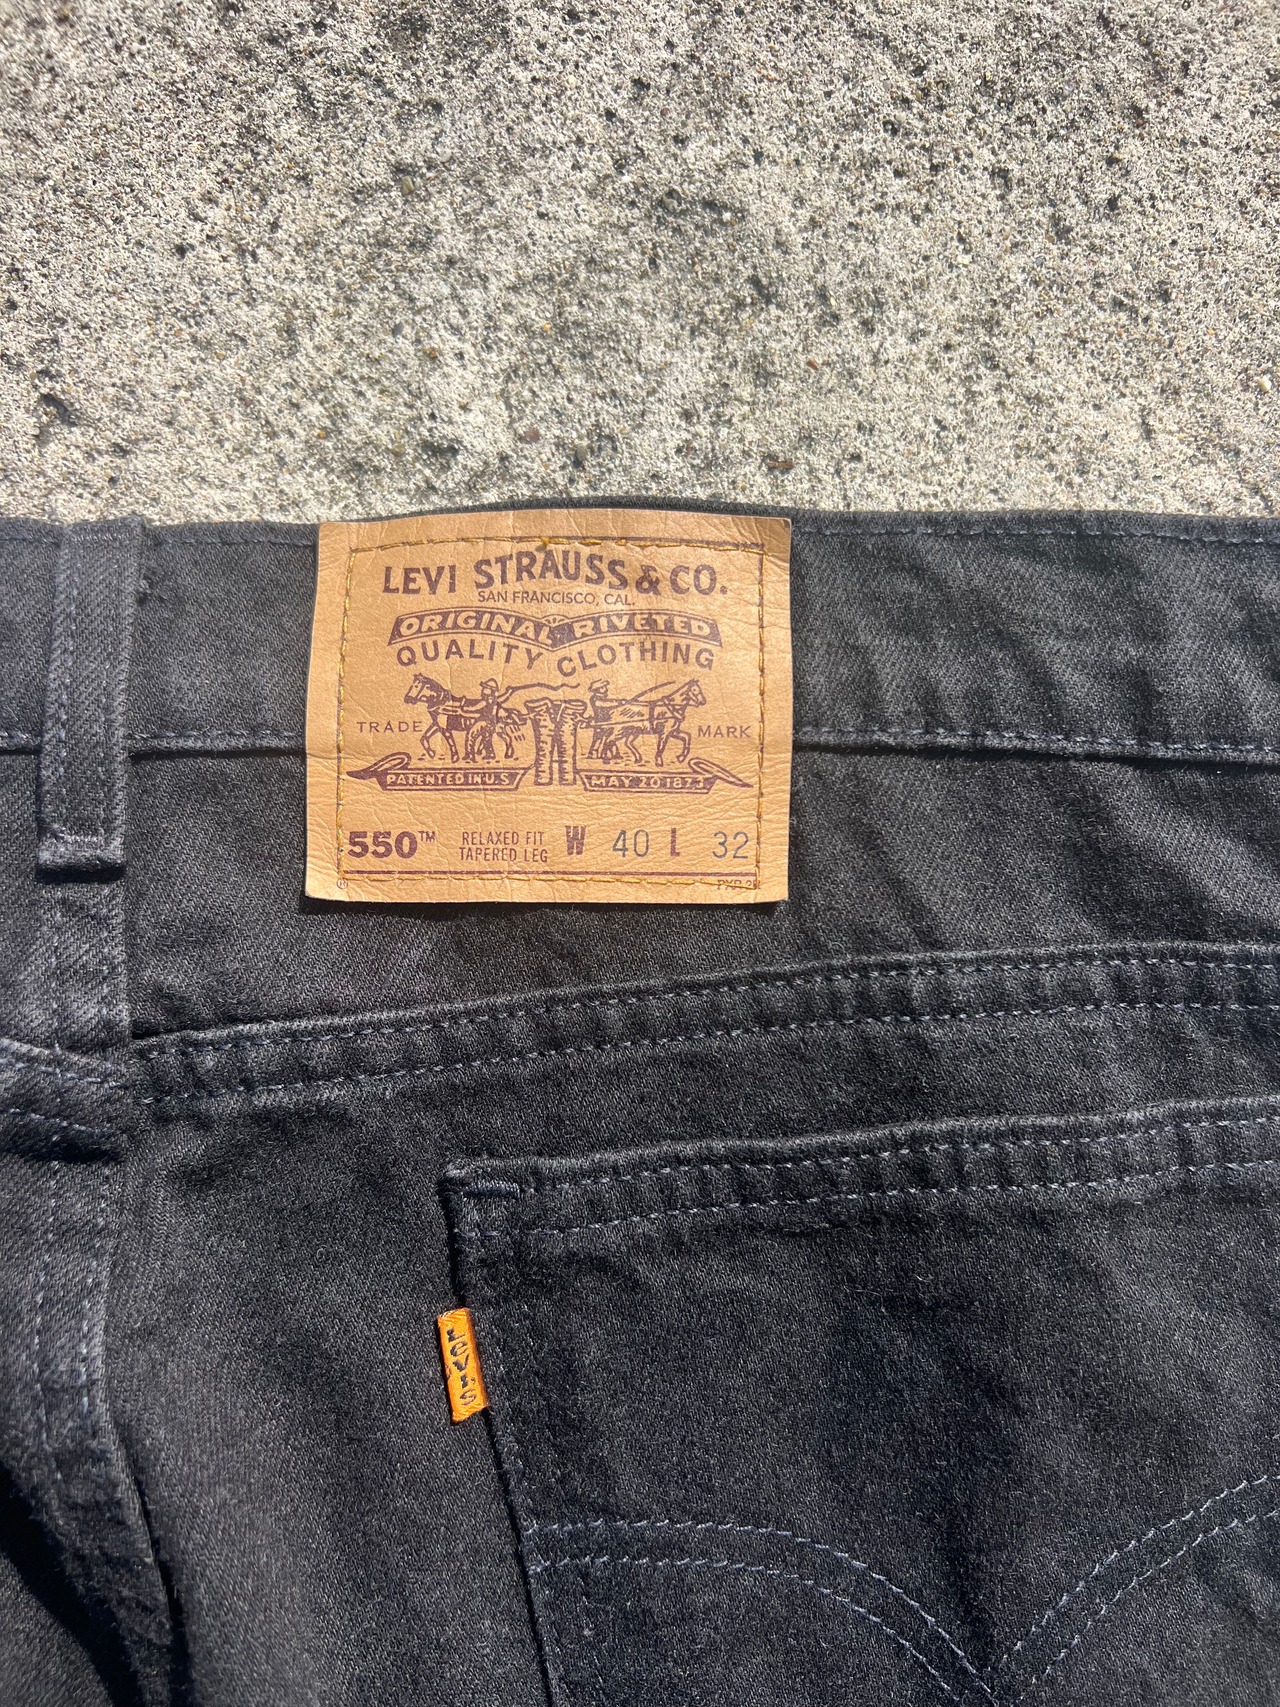 LEVI STRAUSS & CO.
SAN FRANCISCO, CAL.
ORIGINAL RIVETED
QUALITY CLOTHING
TRADE MARK
PATENTED IN U.S. MAY 20 1873
550™ RELAXED FIT TAPERED LEG W 40 L 32
®
Levi's